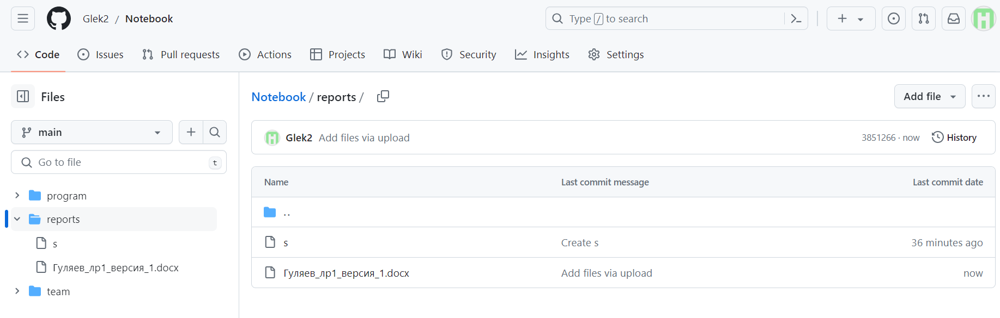 Glek2 / Notebook
Type / to search
Code Issues Pull requests Actions Projects Wiki Security Insights Settings
Files
main
Go to file t
program
reports
s
Гуляев_лр1_версия_1.docx
team
Notebook / reports /
Add file
Glek2 Add files via upload 3851266 · now History
Name Last commit message Last commit date
..
s Create s 36 minutes ago
Гуляев_лр1_версия_1.docx Add files via upload now